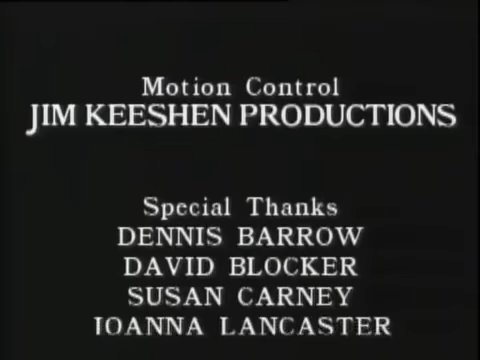 Motion Control
JIM KEESHEN PRODUCTIONS
Special Thanks
DENNIS BARROW
DAVID BLOCKER
SUSAN CARNEY
JOANNA LANCASTER